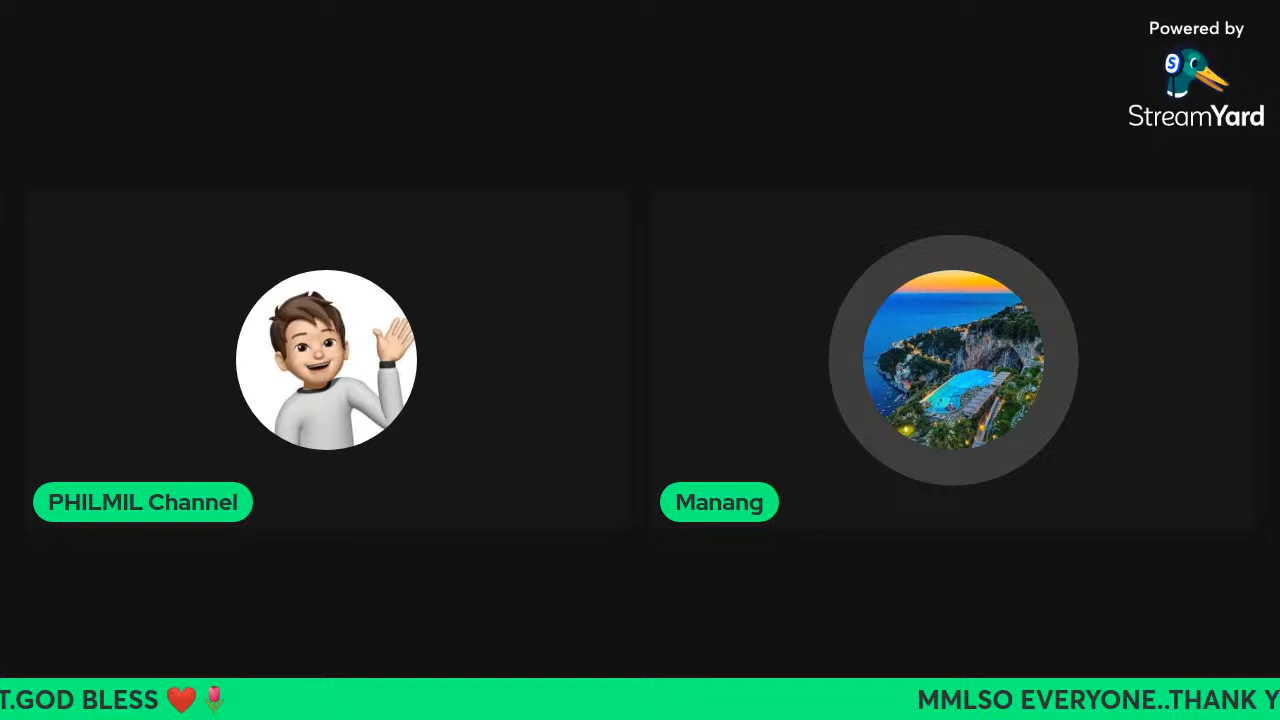 Powered by
S
StreamYard
PHILMIL Channel
Manang
T.GOD BLESS ❤️🌷
MMLSO EVERYONE..THANK Y